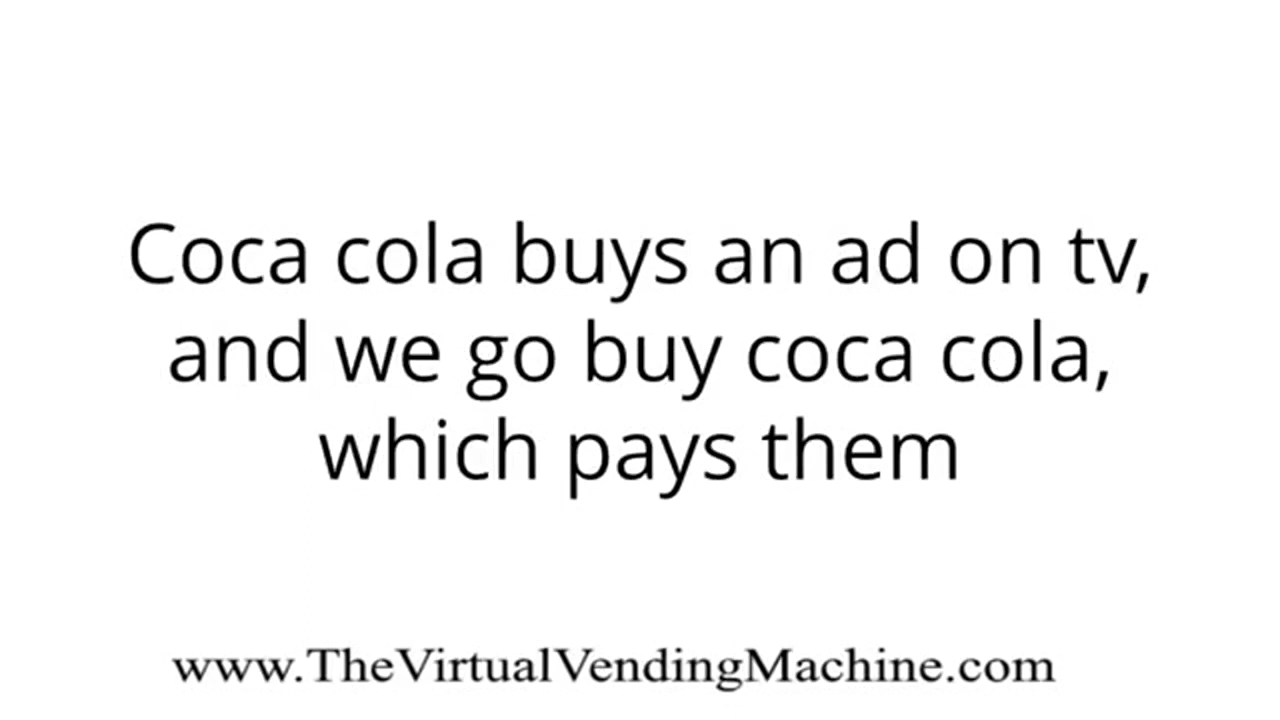 Coca cola buys an ad on tv,
and we go buy coca cola,
which pays them
www.TheVirtualVendingMachine.com